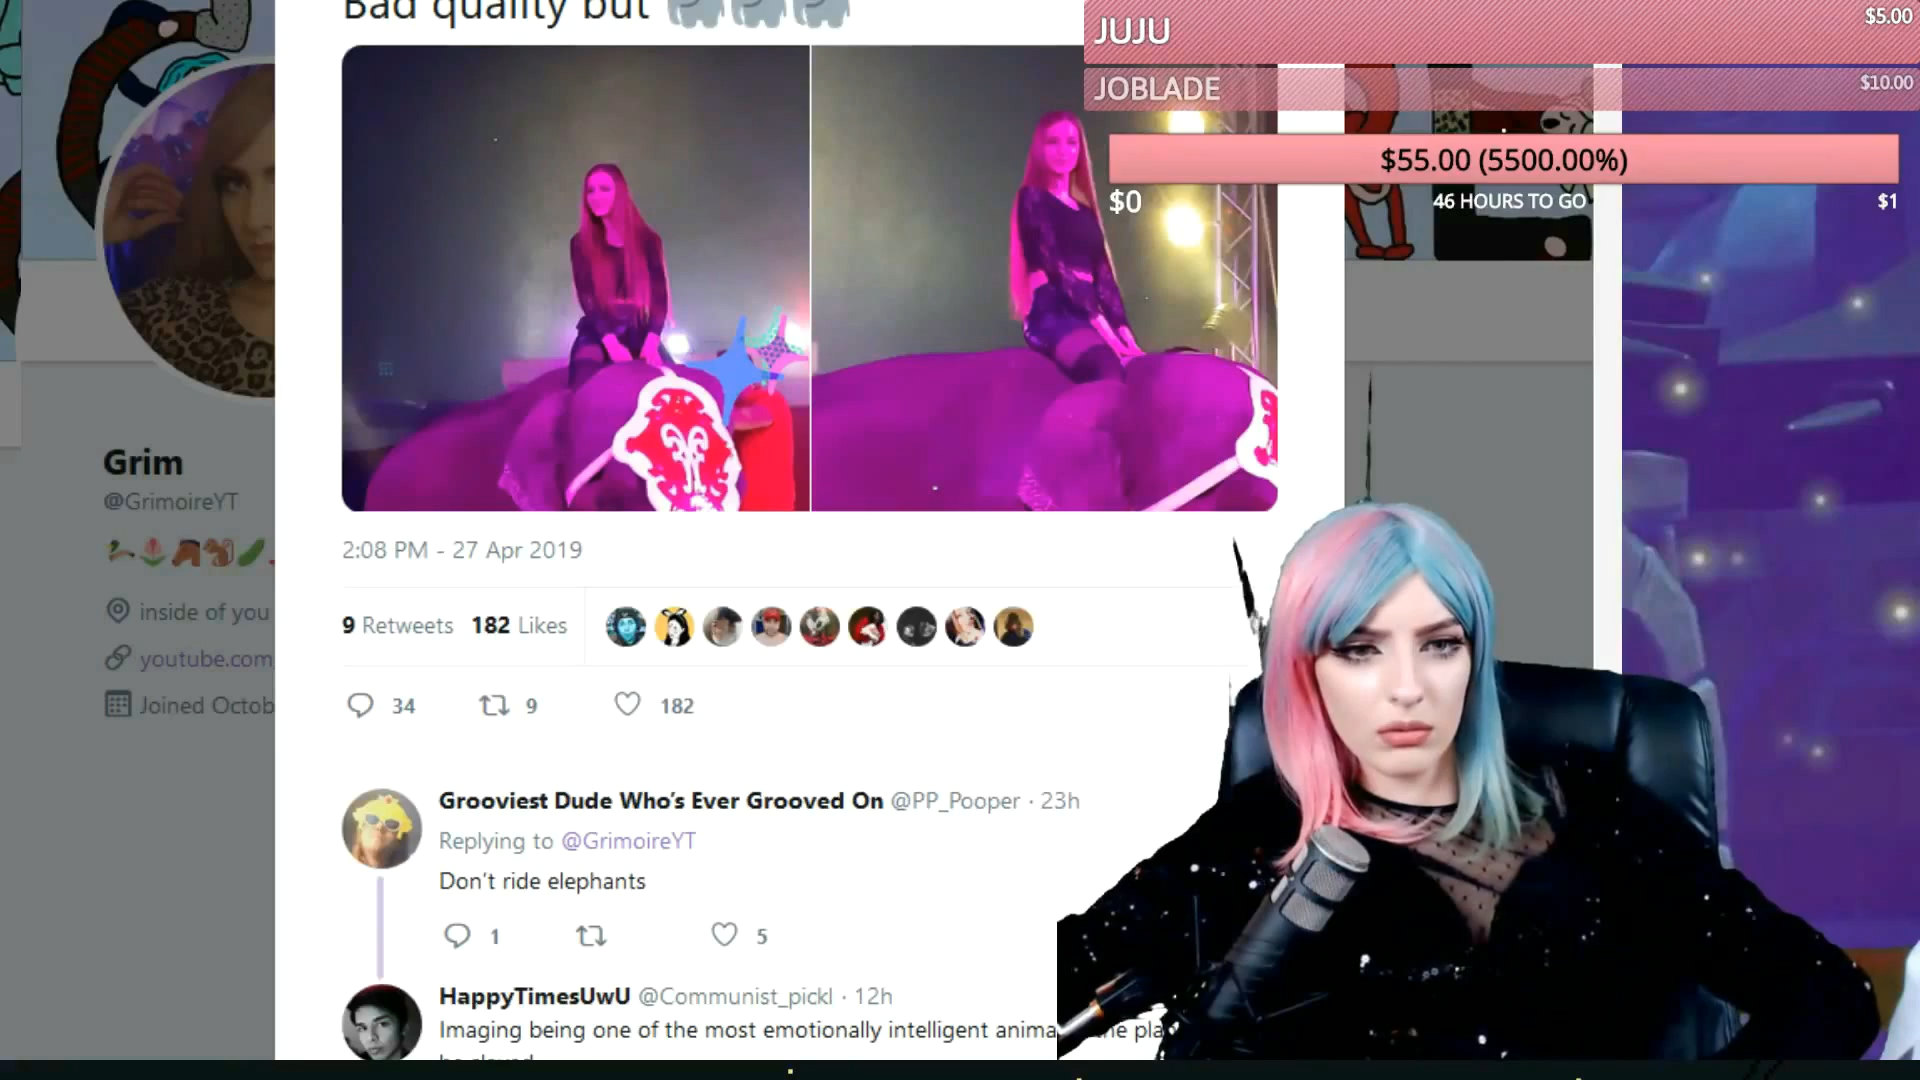 Bad quality but 🐘🐘🐘
JUJU
$5.00
JOBLADE
$10.00
$55.00 (5500.00%)
$0
46 HOURS TO GO
$1
Grim
@GrimoireYT
inside of you
youtube.com
Joined Octob
2:08 PM - 27 Apr 2019
9 Retweets 182 Likes
34 9 182
Grooviest Dude Who's Ever Grooved On @PP_Pooper · 23h
Replying to @GrimoireYT
Don't ride elephants
1 5
HappyTimesUwU @Communist_pickl · 12h
Imaging being one of the most emotionally intelligent anima